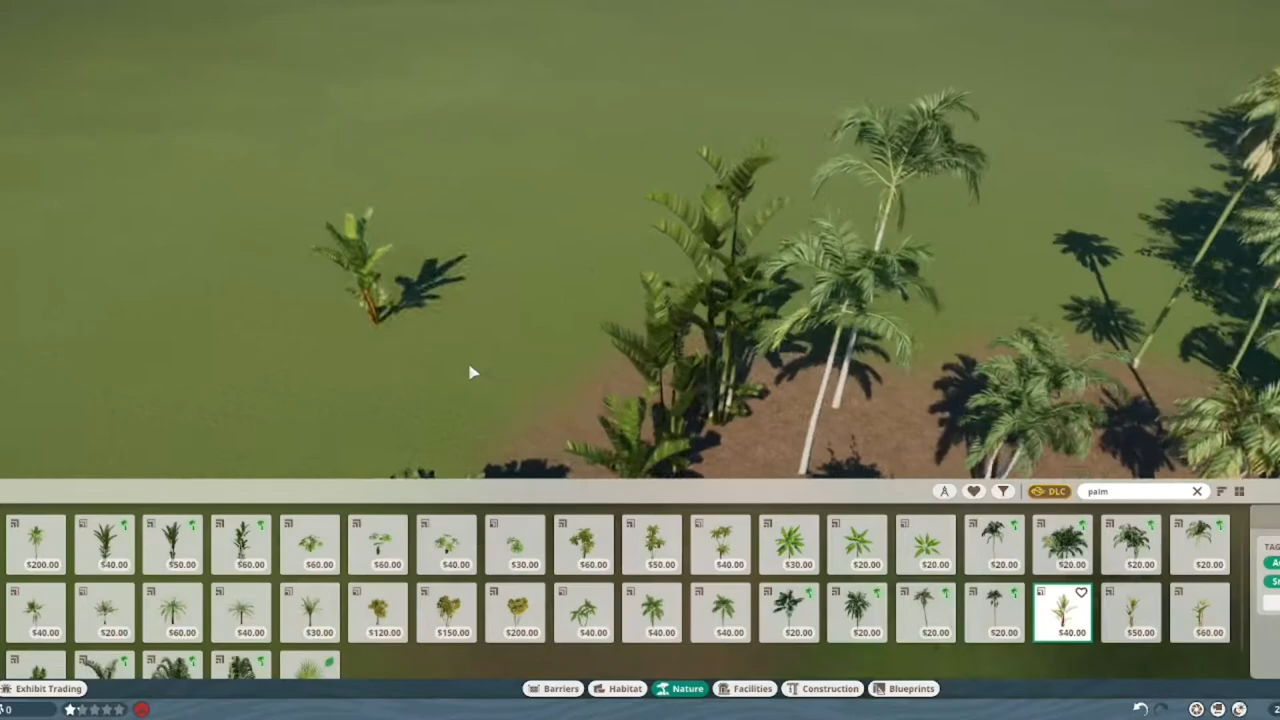 DLC palm
$200.00 $40.00 $50.00 $60.00 $60.00 $60.00 $40.00 $30.00 $60.00 $50.00 $40.00 $30.00 $20.00 $20.00 $20.00 $20.00 $20.00 $20.00
TAG
$40.00 $20.00 $60.00 $40.00 $30.00 $120.00 $150.00 $200.00 $40.00 $40.00 $40.00 $20.00 $20.00 $20.00 $20.00 $40.00 $50.00 $60.00
Exhibit Trading Barriers Habitat Nature Facilities Construction Blueprints
0